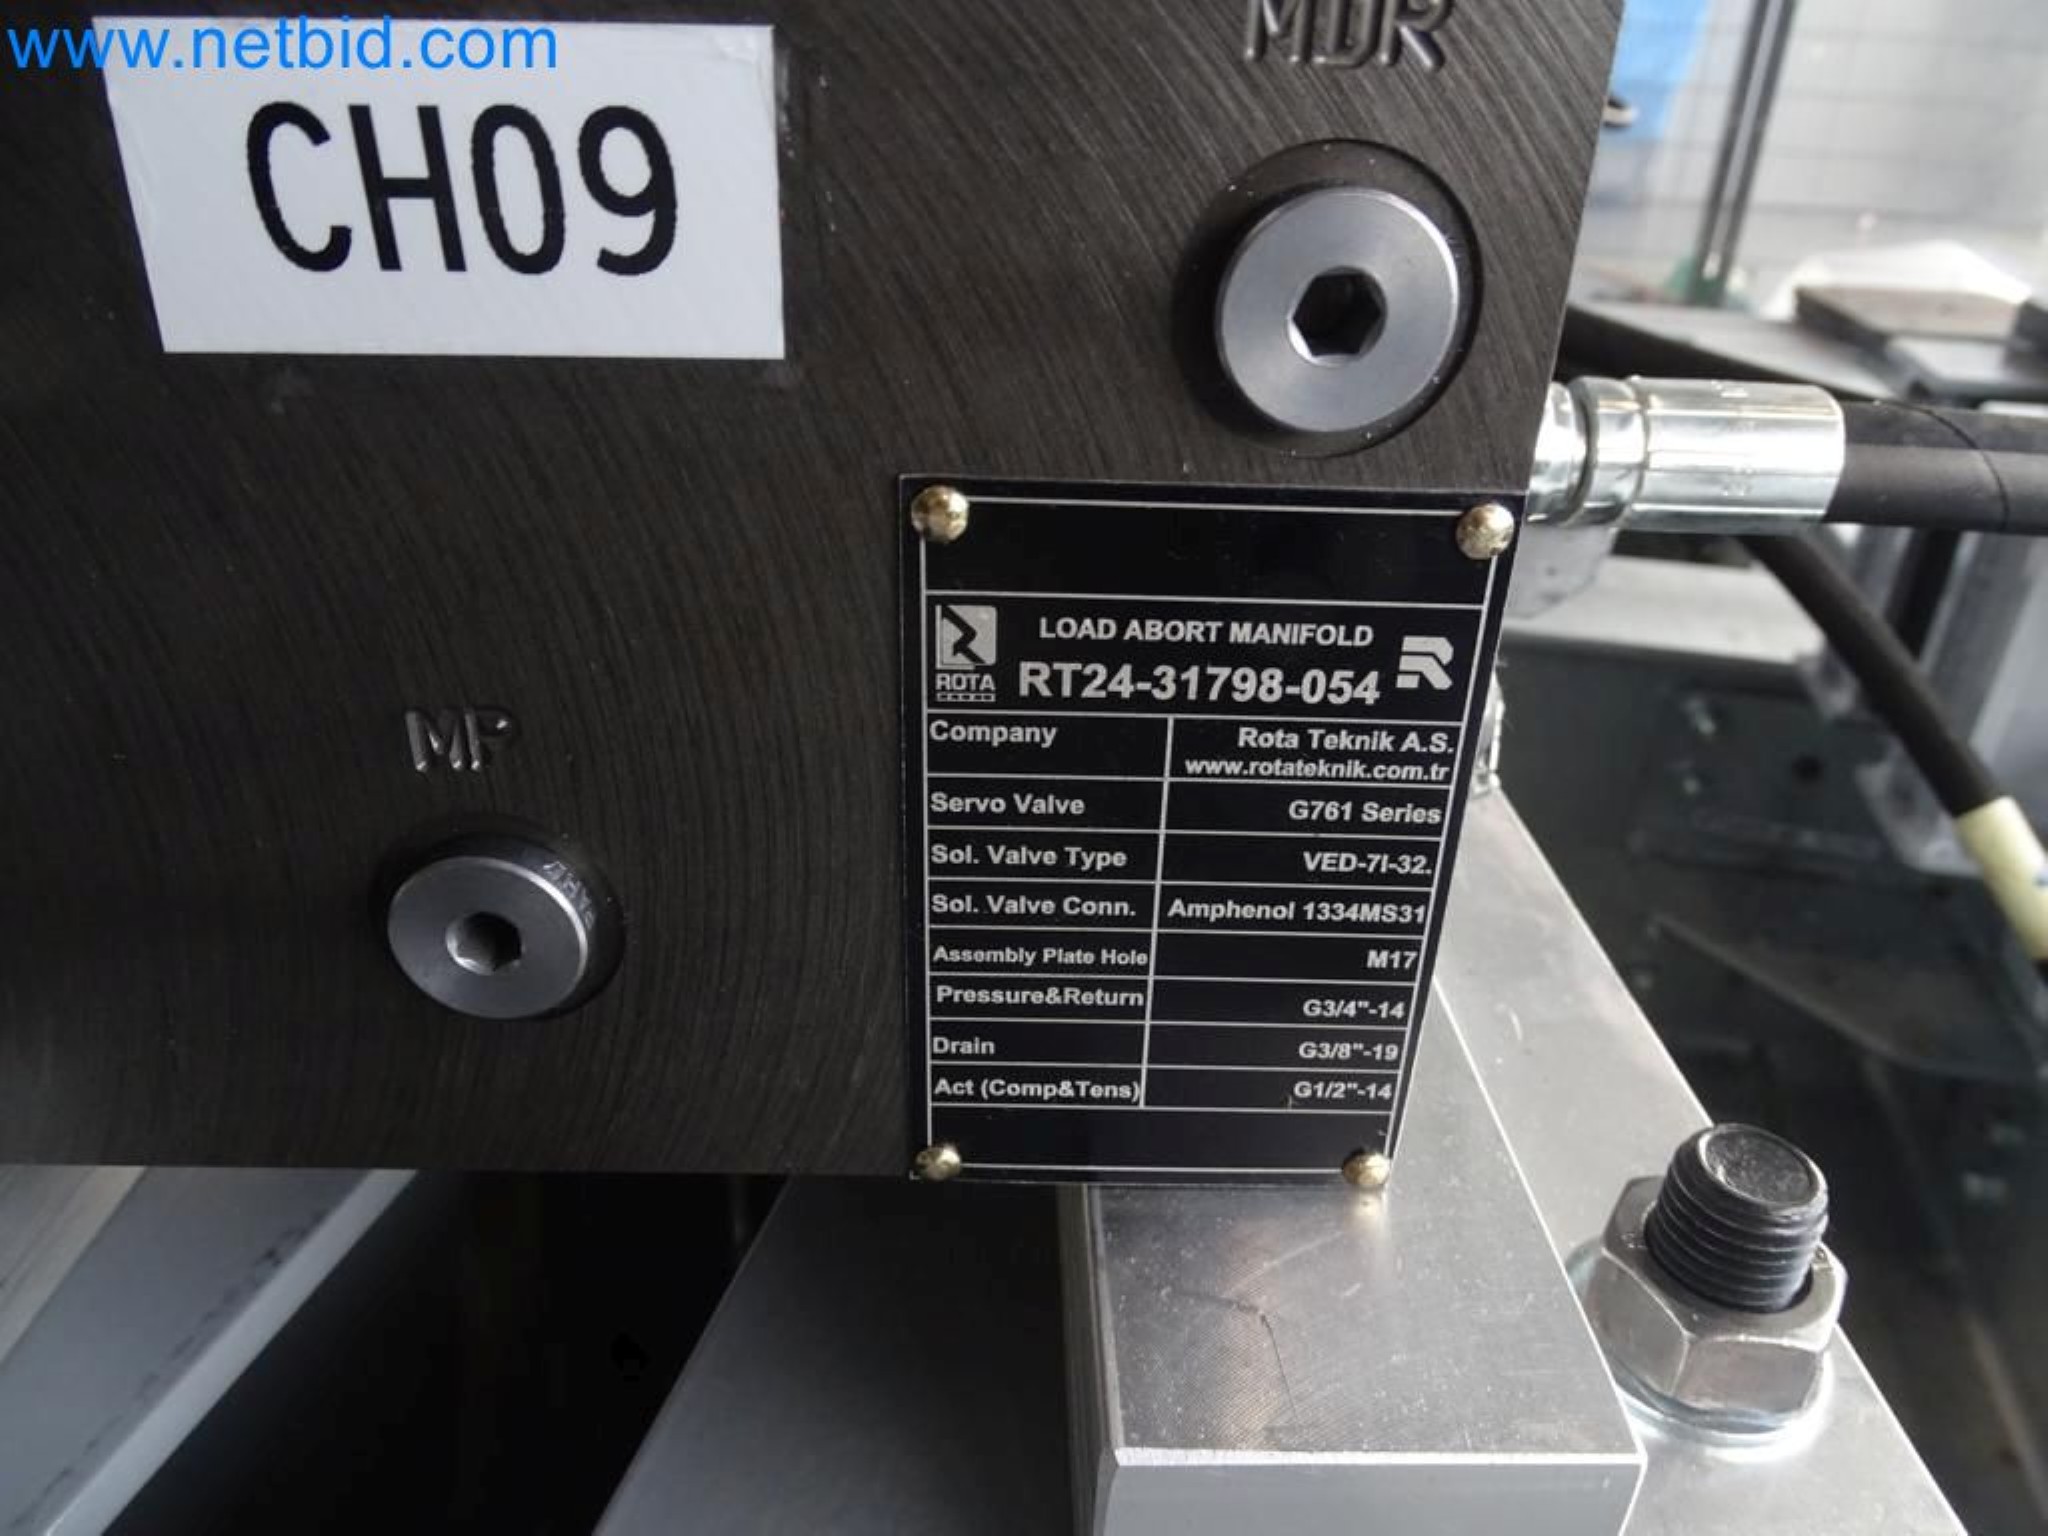 www.netbid.com
MDR
CH09
LOAD ABORT MANIFOLD
ROTA
RT24-31798-054
Company
Rota Teknik A.S.
www.rotateknik.com.tr
Servo Valve G761 Series
Sol. Valve Type VED-7I-32.
Sol. Valve Conn. Amphenol 1334MS31
Assembly Plate Hole M17
Pressure&Return G3/4"-14
Drain G3/8"-19
Act (Comp&Tens) G1/2"-14
MP